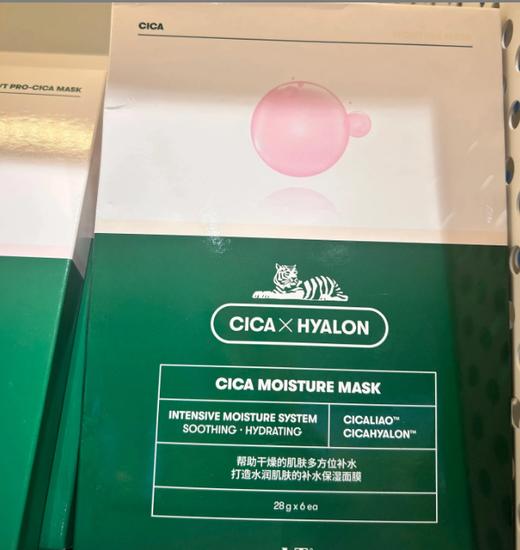 CICA
VT PRO-CICA MASK
CICA X HYALON
CICA MOISTURE MASK
INTENSIVE MOISTURE SYSTEM
SOOTHING · HYDRATING
CICALIAO™
CICAHYALON™
帮助干燥的肌肤多方位补水
打造水润肌肤的补水保湿面膜
28 g x 6 ea